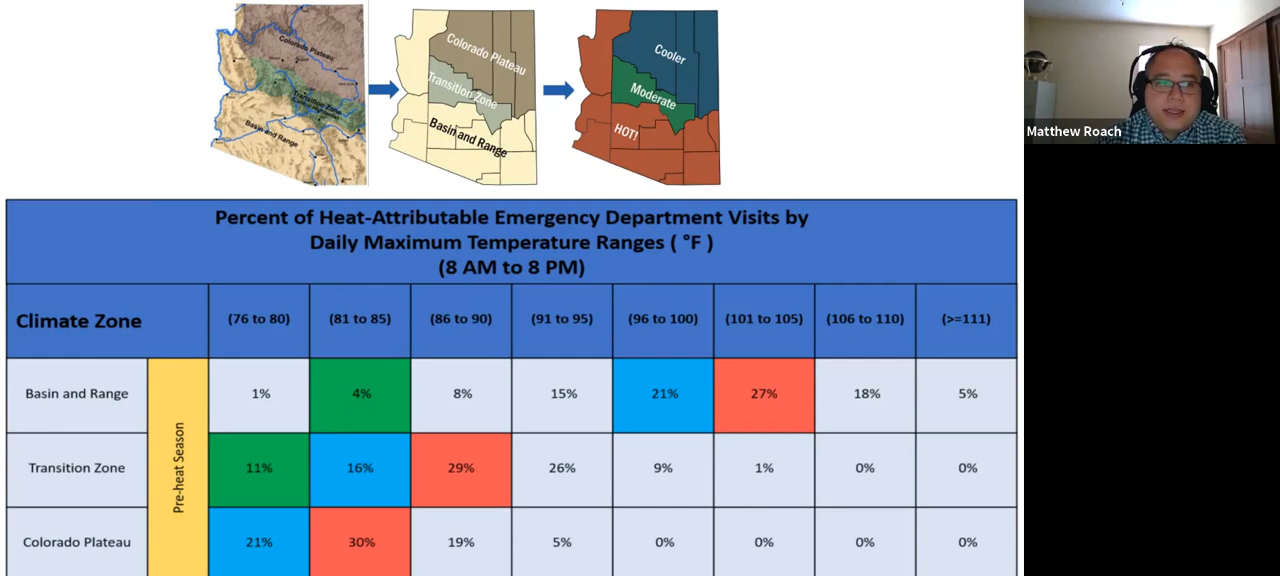 Colorado Plateau
Transition Zone
Basin and Range
Colorado Plateau
Transition Zone
Basin and Range
Cooler
Moderate
HOT!
Matthew Roach
Percent of Heat-Attributable Emergency Department Visits by
Daily Maximum Temperature Ranges ( °F )
(8 AM to 8 PM)
Climate Zone (76 to 80) (81 to 85) (86 to 90) (91 to 95) (96 to 100) (101 to 105) (106 to 110) (>=111)
Pre-heat Season
Basin and Range 1% 4% 8% 15% 21% 27% 18% 5%
Transition Zone 11% 16% 29% 26% 9% 1% 0% 0%
Colorado Plateau 21% 30% 19% 5% 0% 0% 0% 0%